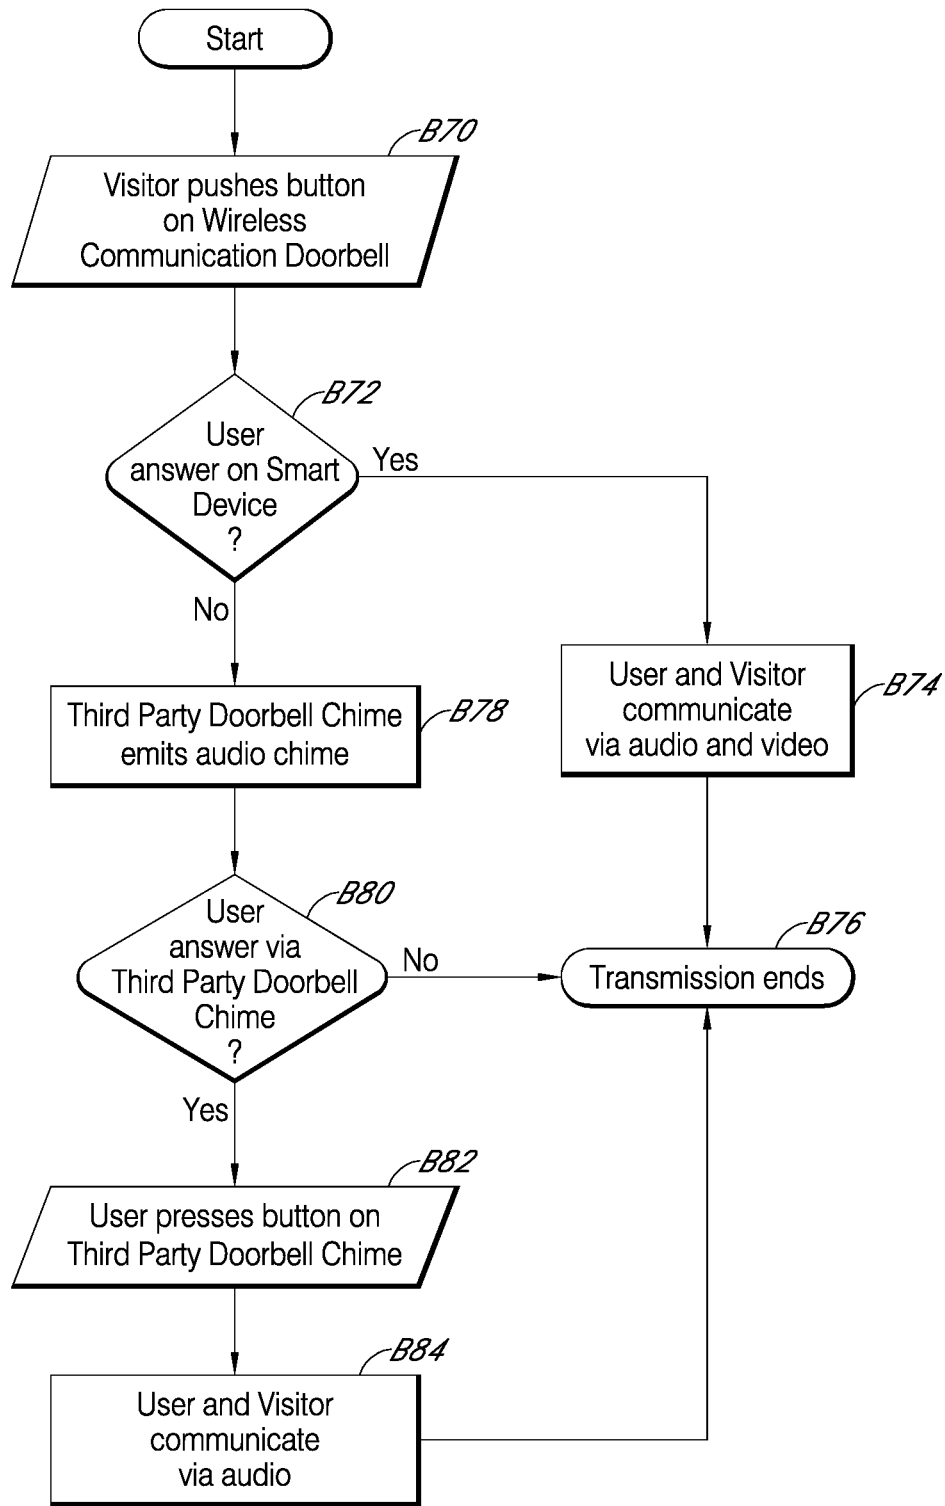 Start
B70
Visitor pushes button
on Wireless
Communication Doorbell
B72
User
answer on Smart
Device
?
Yes
No
User and Visitor
communicate
via audio and video
B74
Third Party Doorbell Chime
emits audio chime
B78
B80
User
answer via
Third Party Doorbell
Chime
?
No
B76
Transmission ends
Yes
B82
User presses button on
Third Party Doorbell Chime
B84
User and Visitor
communicate
via audio